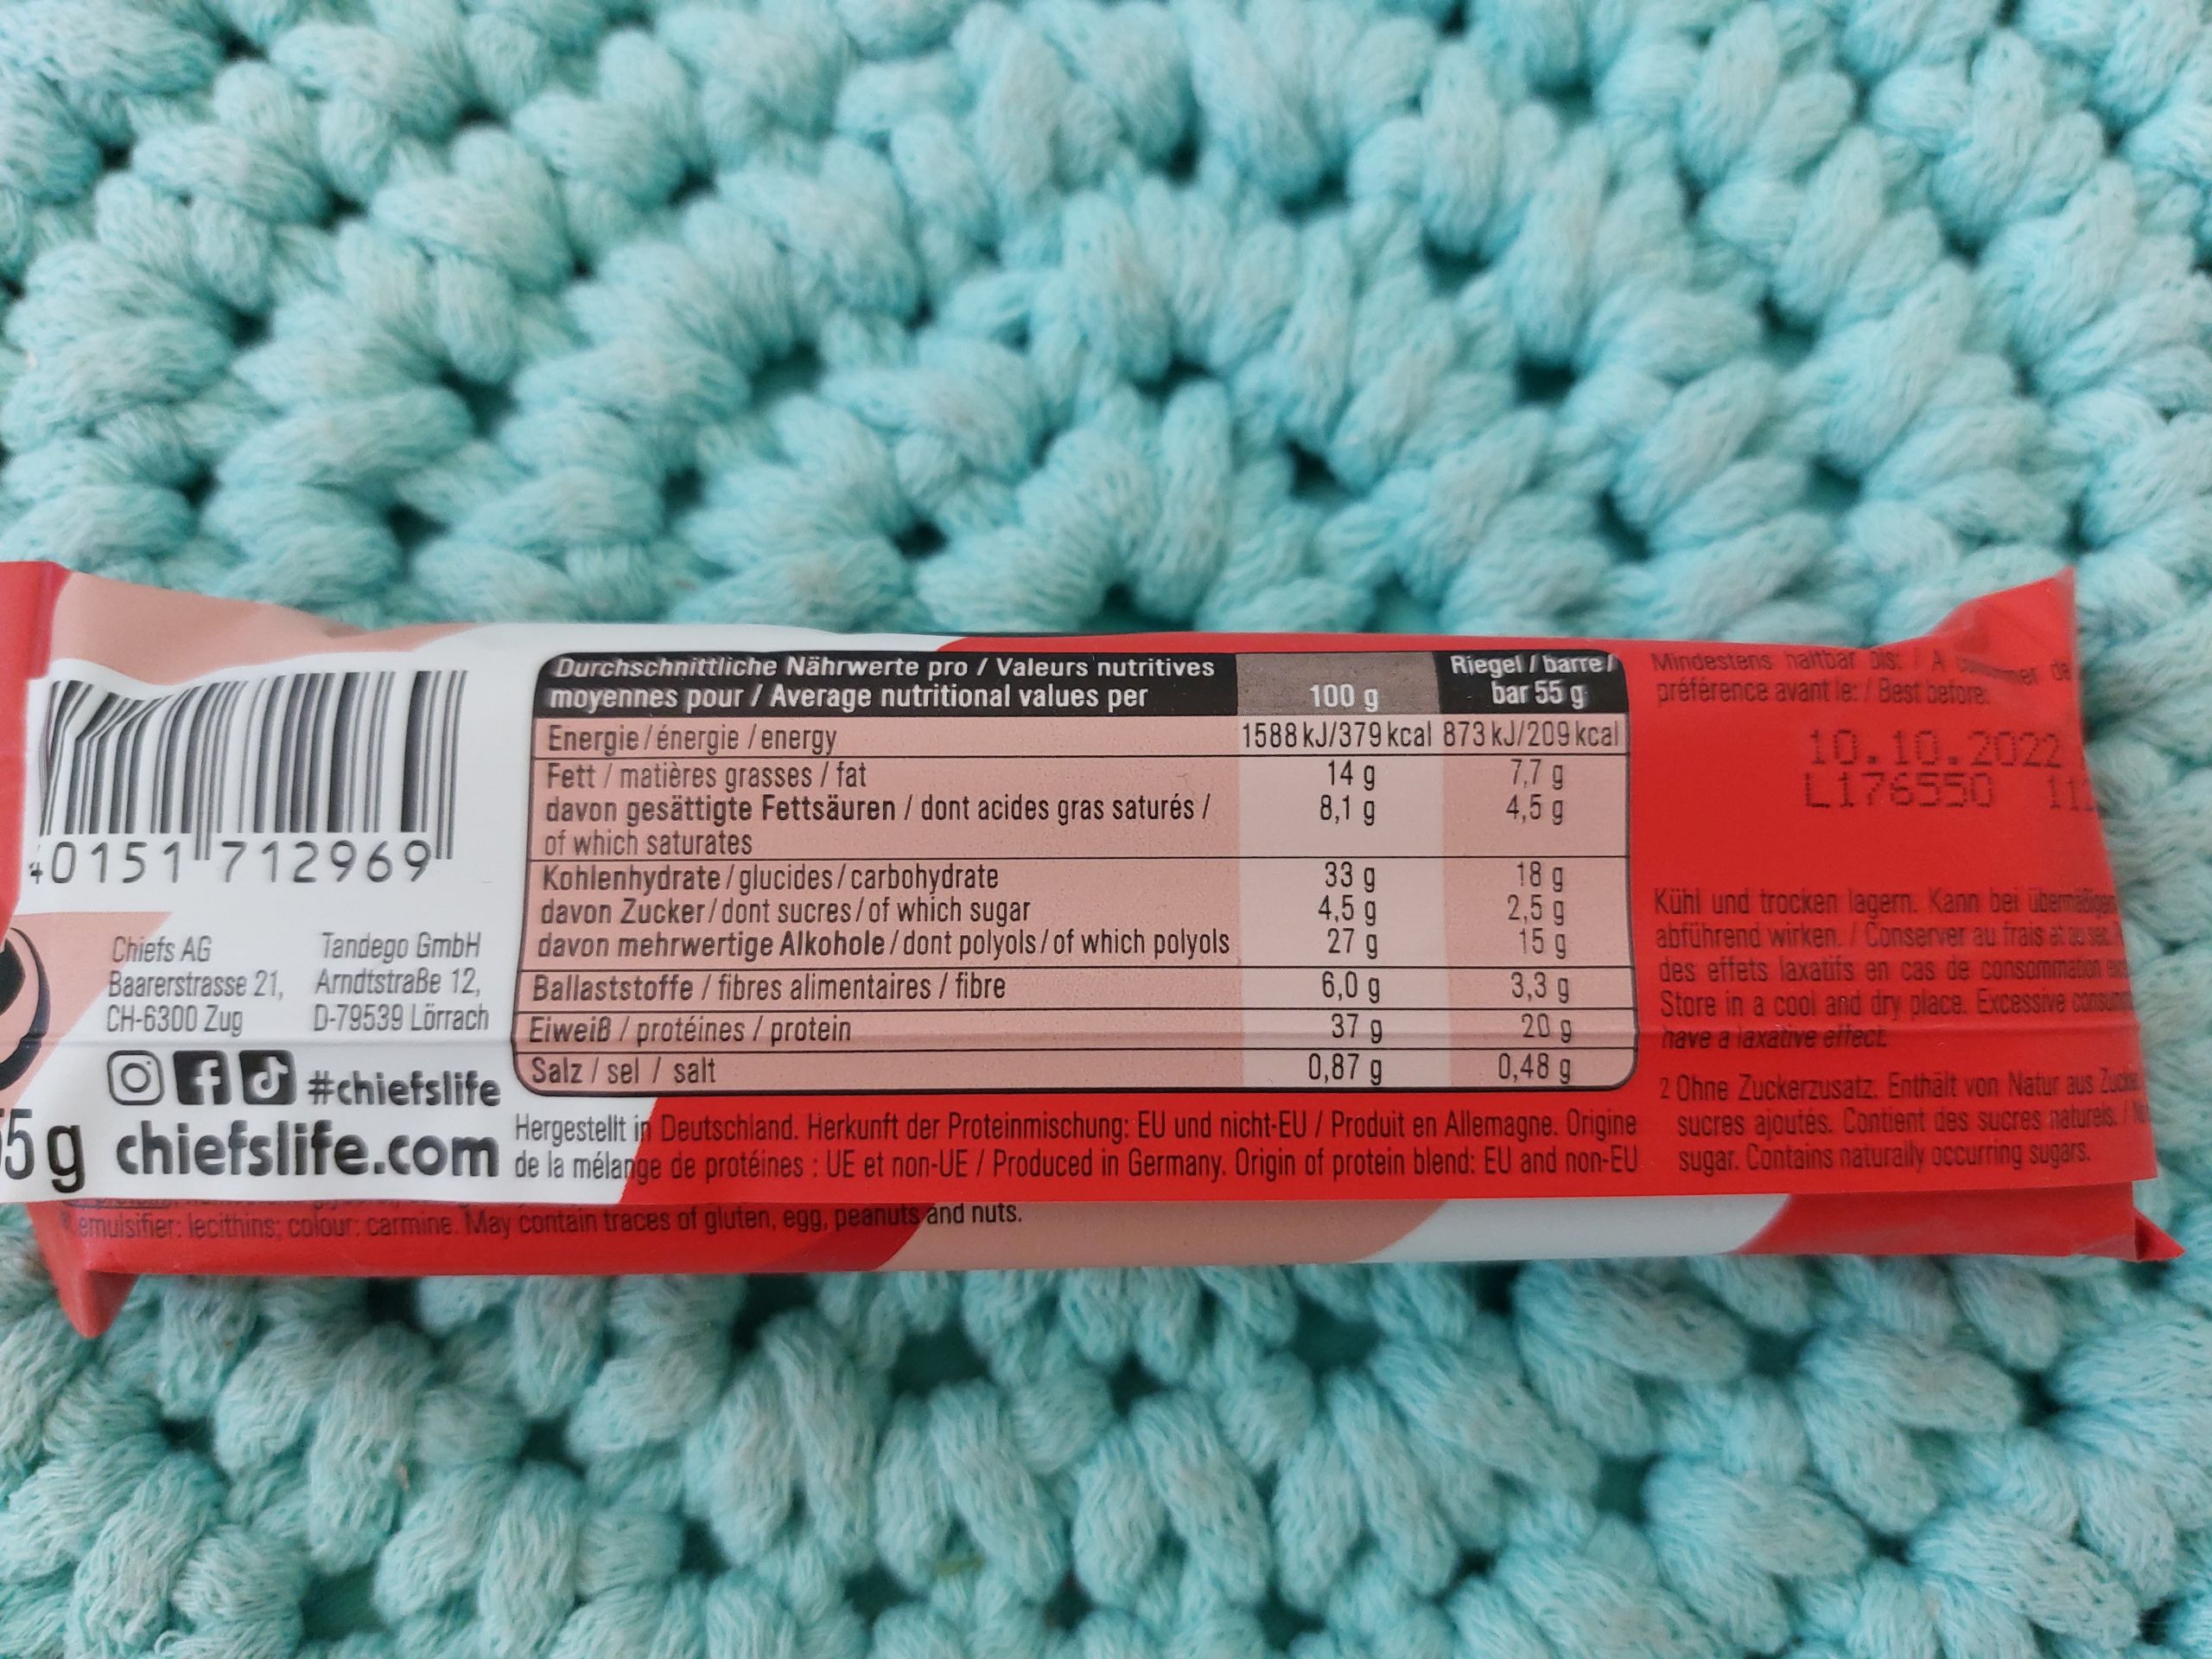 40151 712969
Chiefs AG
Baarerstrasse 21,
CH-6300 Zug
Tandego GmbH
Arndtstraße 12,
D-79539 Lörrach
#chiefslife
5 g chiefslife.com
Durchschnittliche Nährwerte pro / Valeurs nutritives
moyennes pour / Average nutritional values per
100 g
Riegel / barre /
bar 55 g
Energie / énergie / energy 1588 kJ/379 kcal 873 kJ/209 kcal
Fett / matières grasses / fat 14 g 7,7 g
davon gesättigte Fettsäuren / dont acides gras saturés / 8,1 g 4,5 g
of which saturates
Kohlenhydrate / glucides / carbohydrate 33 g 18 g
davon Zucker / dont sucres / of which sugar 4,5 g 2,5 g
davon mehrwertige Alkohole / dont polyols / of which polyols 27 g 15 g
Ballaststoffe / fibres alimentaires / fibre 6,0 g 3,3 g
Eiweiß / protéines / protein 37 g 20 g
Salz / sel / salt 0,87 g 0,48 g
Hergestellt in Deutschland. Herkunft der Proteinmischung: EU und nicht-EU / Produit en Allemagne. Origine
de la mélange de protéines : UE et non-UE / Produced in Germany. Origin of protein blend: EU and non-EU
Mindestens haltbar bis: / A de
préférence avant le: / Best before:
10.10.2022
L176550 11
Kühl und trocken lagern. Kann bei
abführend wirken. / Conserver au frais et au sec.
des effets laxatifs en cas de consommation
Store in a cool and dry place. Excessive
have a laxative effect.
2 Ohne Zuckerzusatz. Enthält von Natur aus
sucres ajoutés. Contient des sucres naturels. /
sugar. Contains naturally occurring sugars.
emulsifier: lecithins; colour: carmine. May contain traces of gluten, egg, peanuts and nuts.